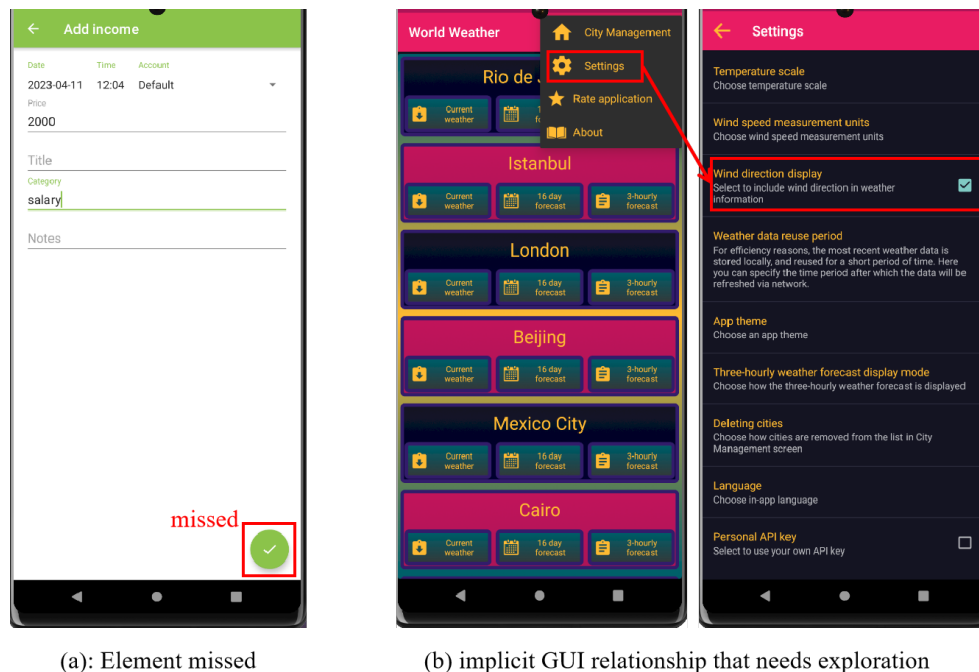 Add income
Date Time Account
2023-04-11 12:04 Default
Price
2000
Title
Category
salary
Notes
missed
(a): Element missed
World Weather
City Management
Settings
Rate application
About
Rio de
Current
weather
Istanbul
Current
weather
16 day
forecast
3-hourly
forecast
London
Current
weather
16 day
forecast
3-hourly
forecast
Beijing
Current
weather
16 day
forecast
3-hourly
forecast
Mexico City
Current
weather
16 day
forecast
3-hourly
forecast
Cairo
Current
weather
16 day
forecast
3-hourly
forecast
Settings
Temperature scale
Choose temperature scale
Wind speed measurement units
Choose wind speed measurement units
Wind direction display
Select to include wind direction in weather
information
Weather data reuse period
For efficiency reasons, the most recent weather data is
stored locally, and reused for a short period of time. Here
you can specify the time period after which the data will be
refreshed via network.
App theme
Choose an app theme
Three-hourly weather forecast display mode
Choose how the three-hourly weather forecast is displayed
Deleting cities
Choose how cities are removed from the list in City
Management screen
Language
Choose in-app language
Personal API key
Select to use your own API key
(b) implicit GUI relationship that needs exploration